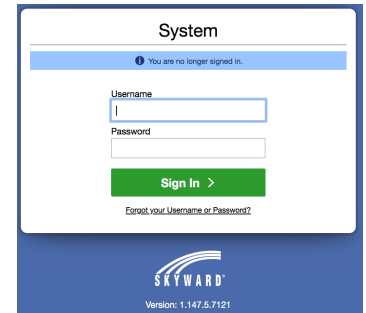 System
You are no longer signed in.
Username
Password
Sign In
Forgot your Username or Password?
SKYWARD
Version: 1.147.5.7121